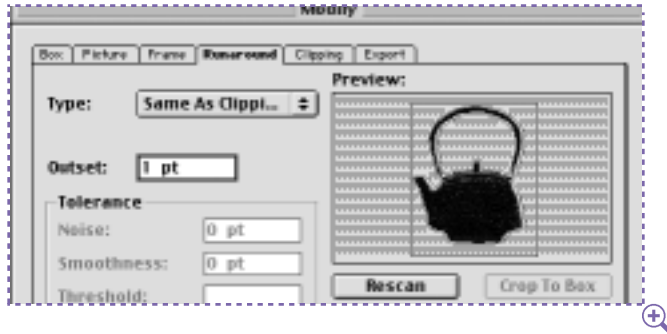 Modify
Box Picture Frame Runaround Clipping Export
Preview:
Type: Same As Clippi...
Outset: 1 pt
Tolerance
Noise: 0 pt
Smoothness: 0 pt
Rescan Crop To Box
Threshold: